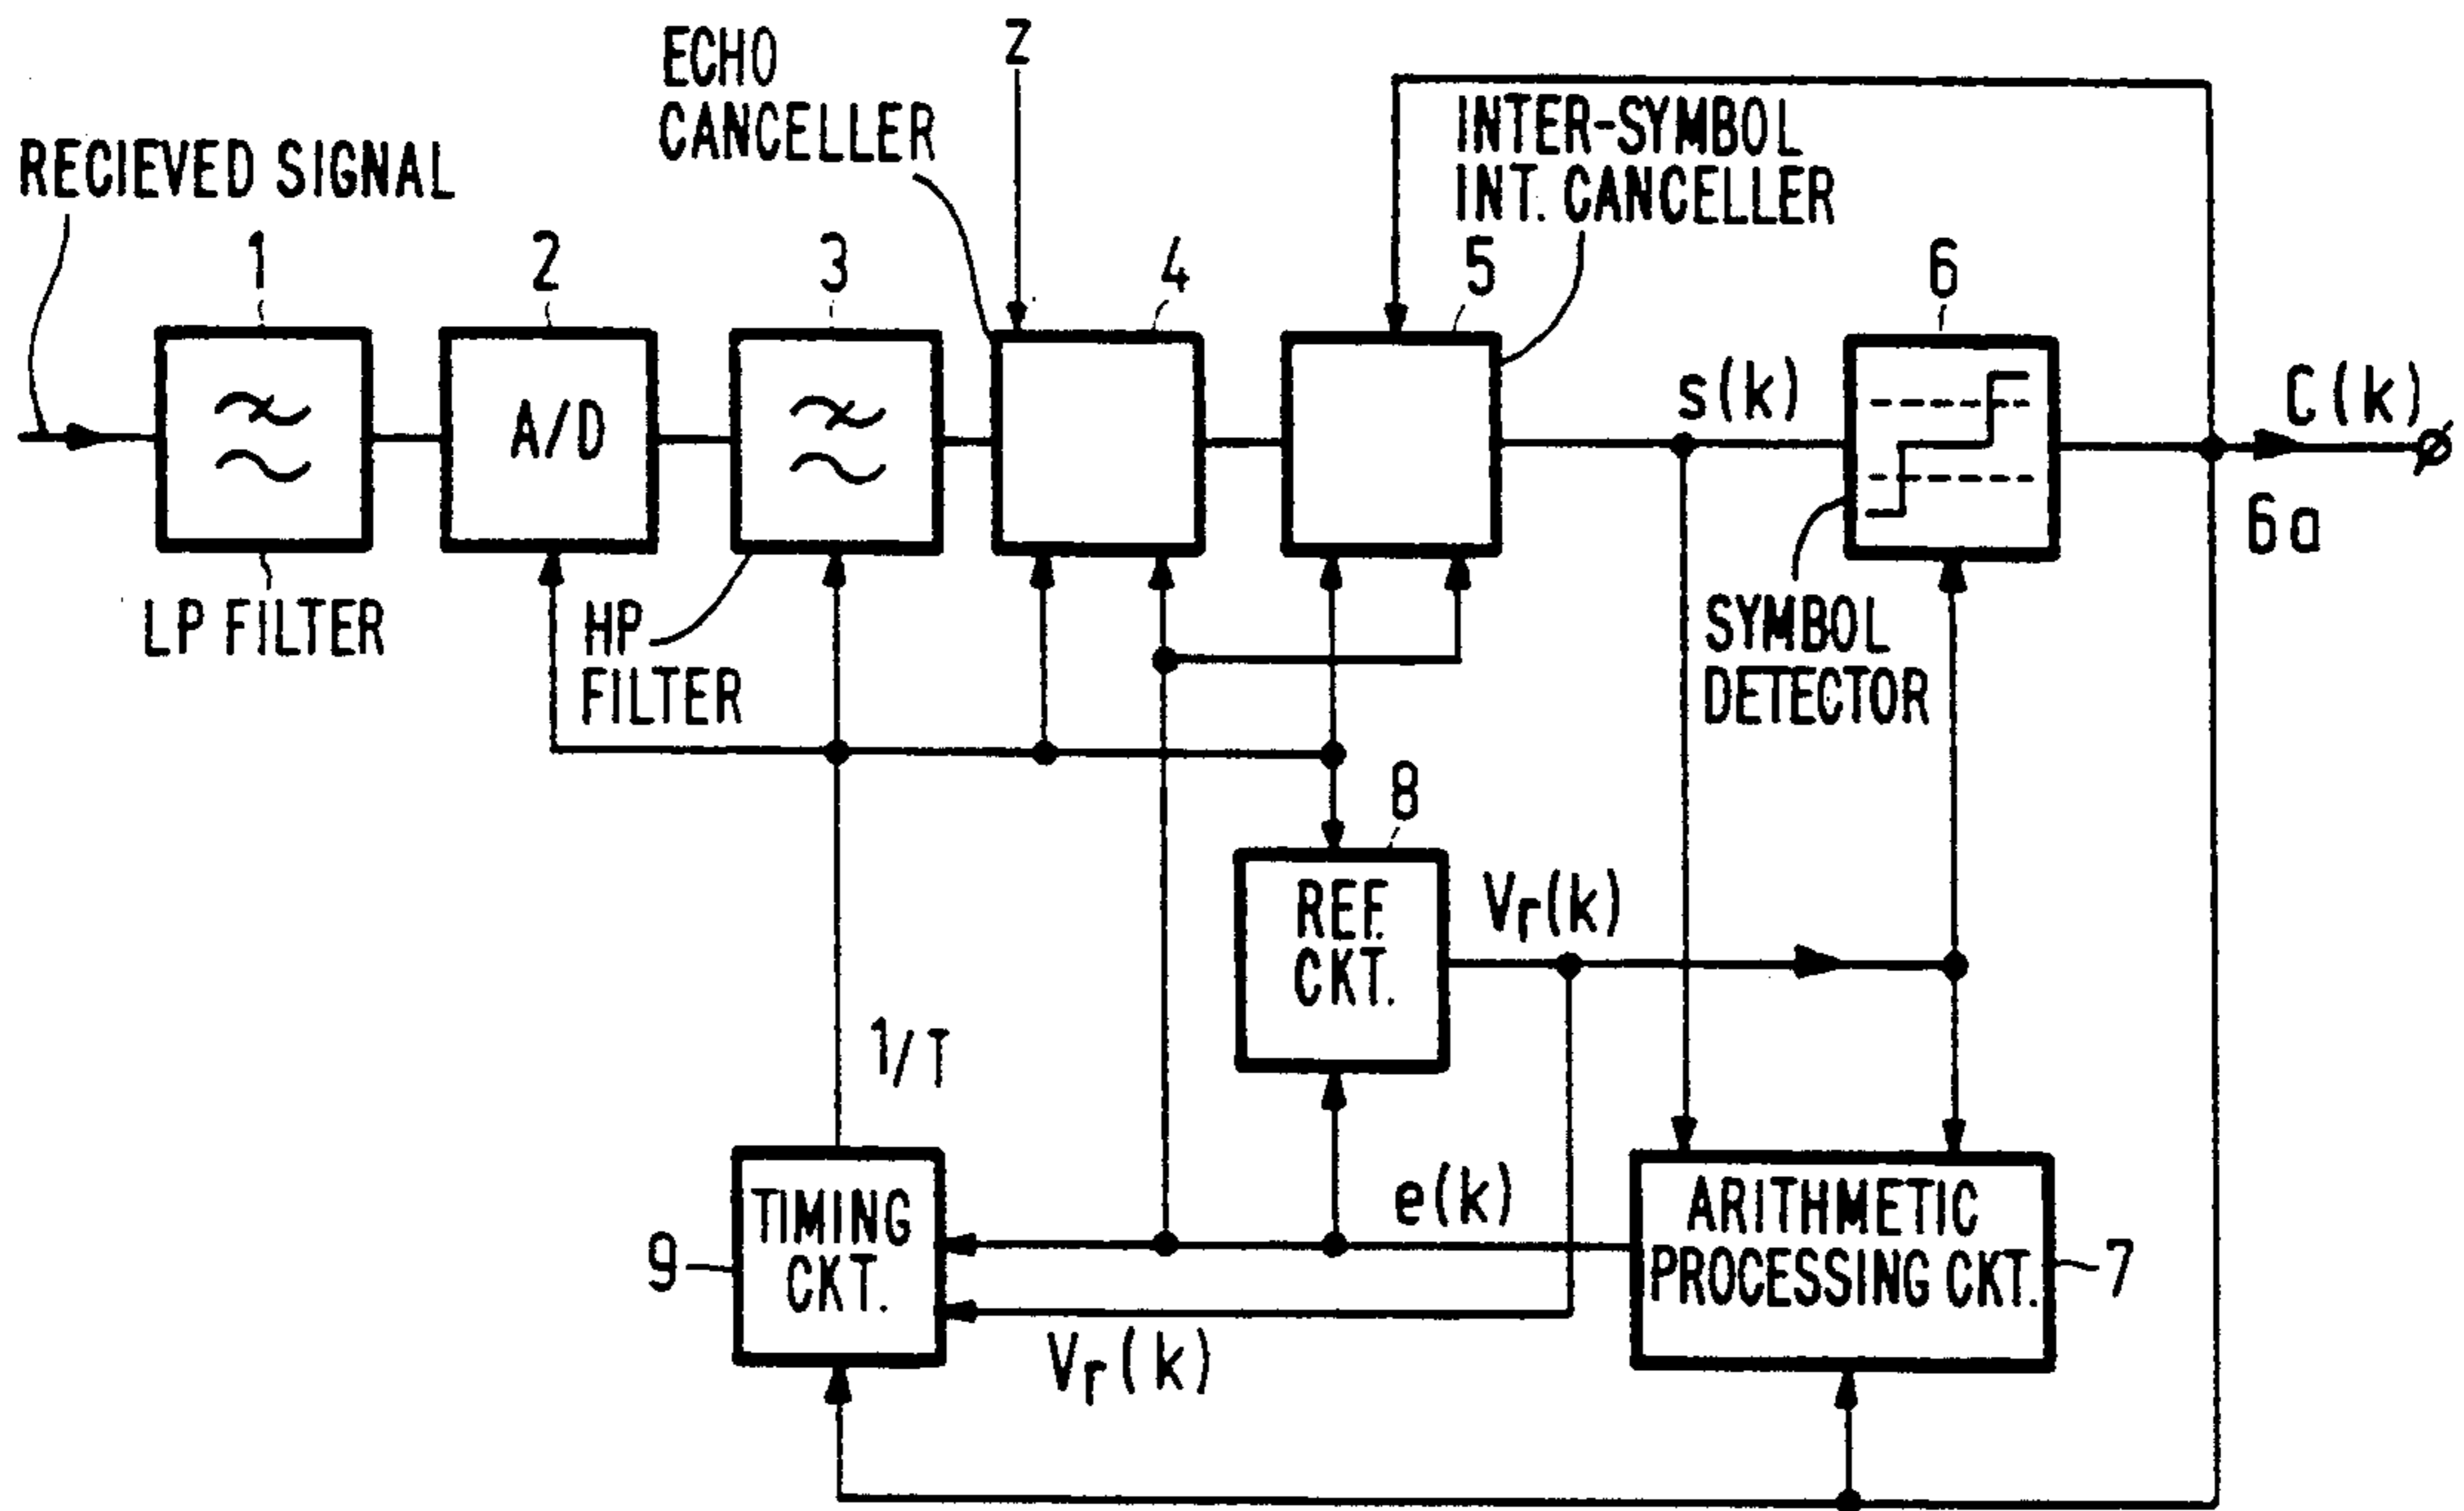 ECHO
CANCELLER
Z
INTER-SYMBOL
INT. CANCELLER
RECIEVED SIGNAL
1
2
3
4
5
6
A/D
s(k)
C(k)
6a
LP FILTER
HP
FILTER
SYMBOL
DETECTOR
8
REF.
CKT.
Vr(k)
1/T
9
TIMING
CKT.
e(k)
Vr(k)
ARITHMETIC
PROCESSING CKT.
7